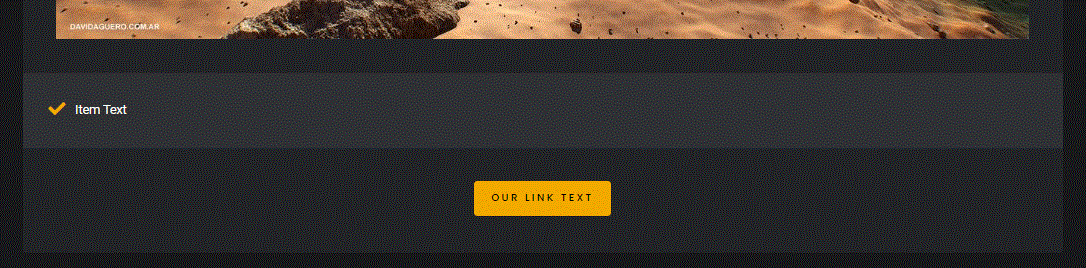 DAVIDAGUERO.COM.AR
Item Text
OUR LINK TEXT